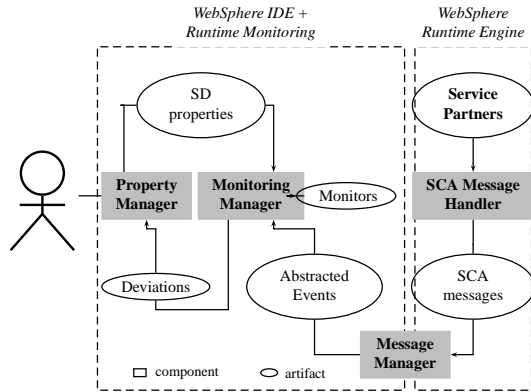 WebSphere IDE +
Runtime Monitoring
WebSphere
Runtime Engine
SD
properties
Service
Partners
Property
Manager
Monitoring
Manager
Monitors
SCA Message
Handler
Deviations
Abstracted
Events
SCA
messages
Message
Manager
component
artifact